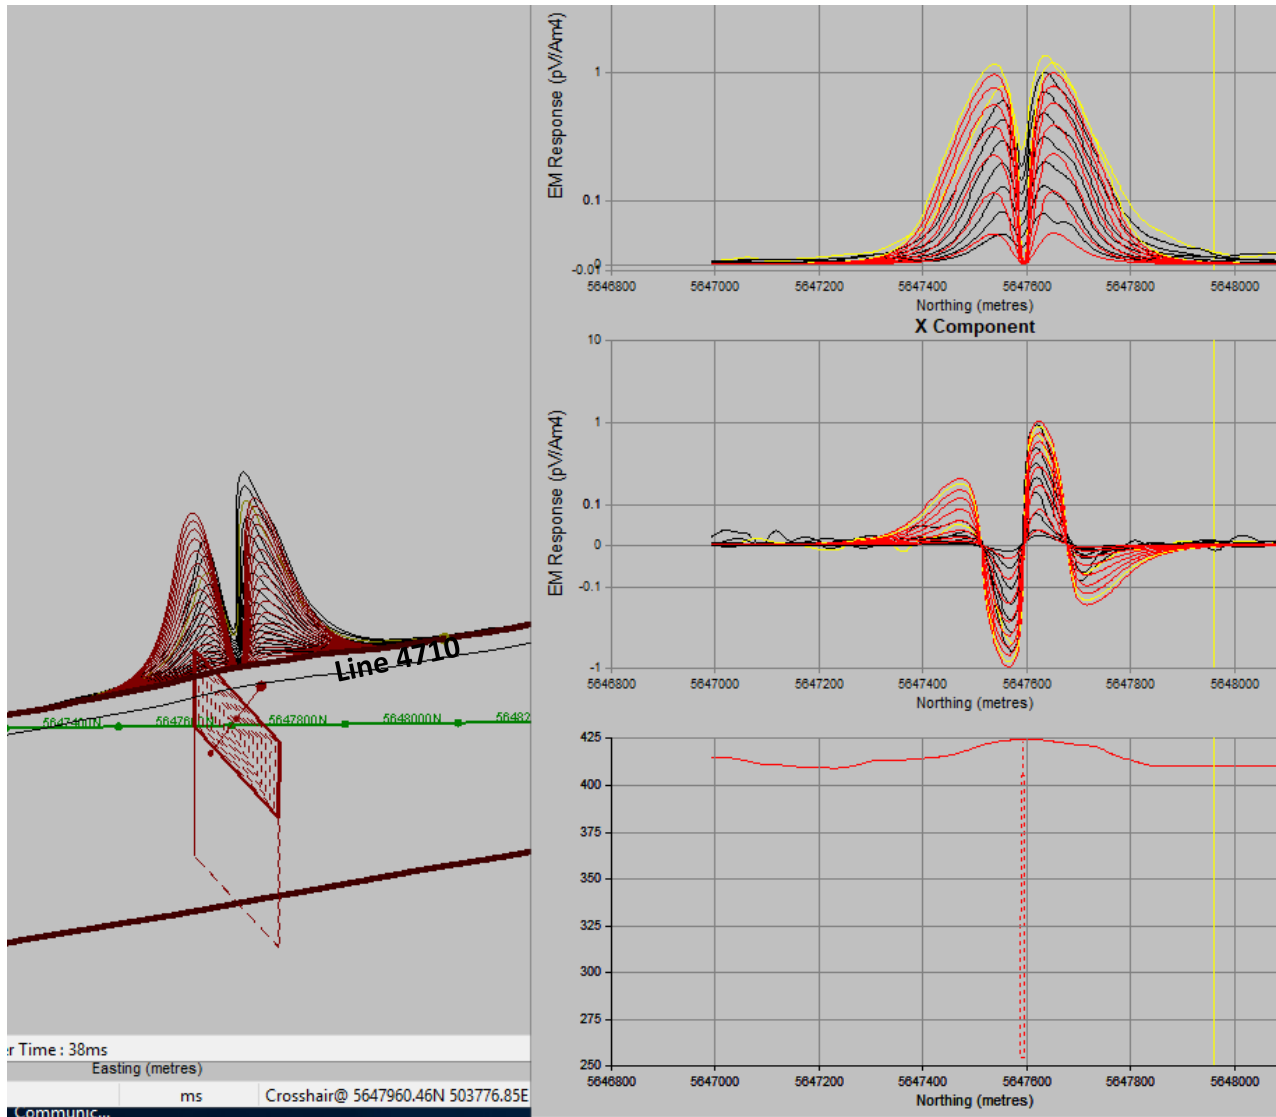 EM Response (pV/Am4)
1
0.1
0
-0.01
5646800 5647000 5647200 5647400 5647600 5647800 5648000
Northing (metres)
X Component
10
1
0.1
0
-0.1
-1
EM Response (pV/Am4)
5646800 5647000 5647200 5647400 5647600 5647800 5648000
Northing (metres)
425
400
375
350
325
300
275
250
5646800 5647000 5647200 5647400 5647600 5647800 5648000
Northing (metres)
Line 4710
5647400N 5647800N 5648000N 56482
er Time : 38ms
Easting (metres)
ms Crosshair@ 5647960.46N 503776.85E
Communic...